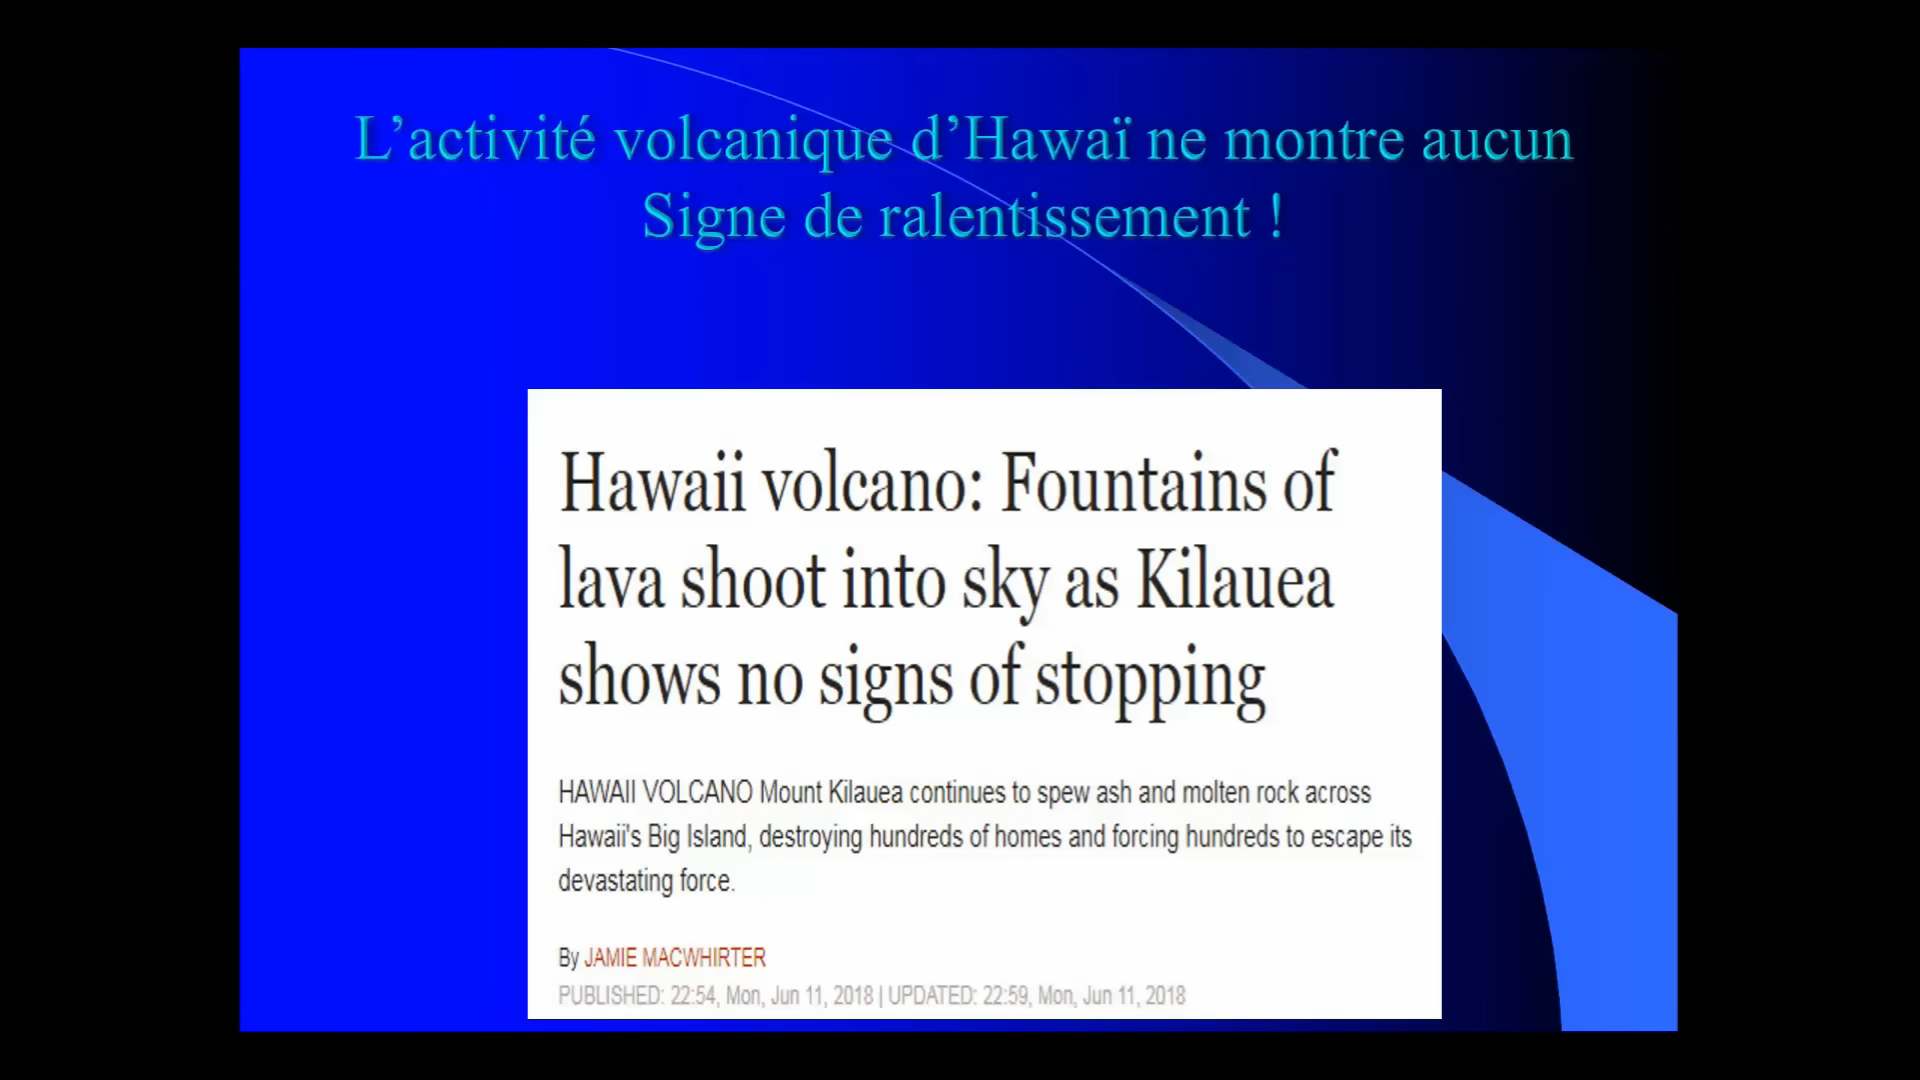 L’activité volcanique d’Hawaï ne montre aucun
Signe de ralentissement !
Hawaii volcano: Fountains of
lava shoot into sky as Kilauea
shows no signs of stopping
HAWAII VOLCANO Mount Kilauea continues to spew ash and molten rock across
Hawaii's Big Island, destroying hundreds of homes and forcing hundreds to escape its
devastating force.
By JAMIE MACWHIRTER
PUBLISHED: 22:54, Mon, Jun 11, 2018 | UPDATED: 22:59, Mon, Jun 11, 2018